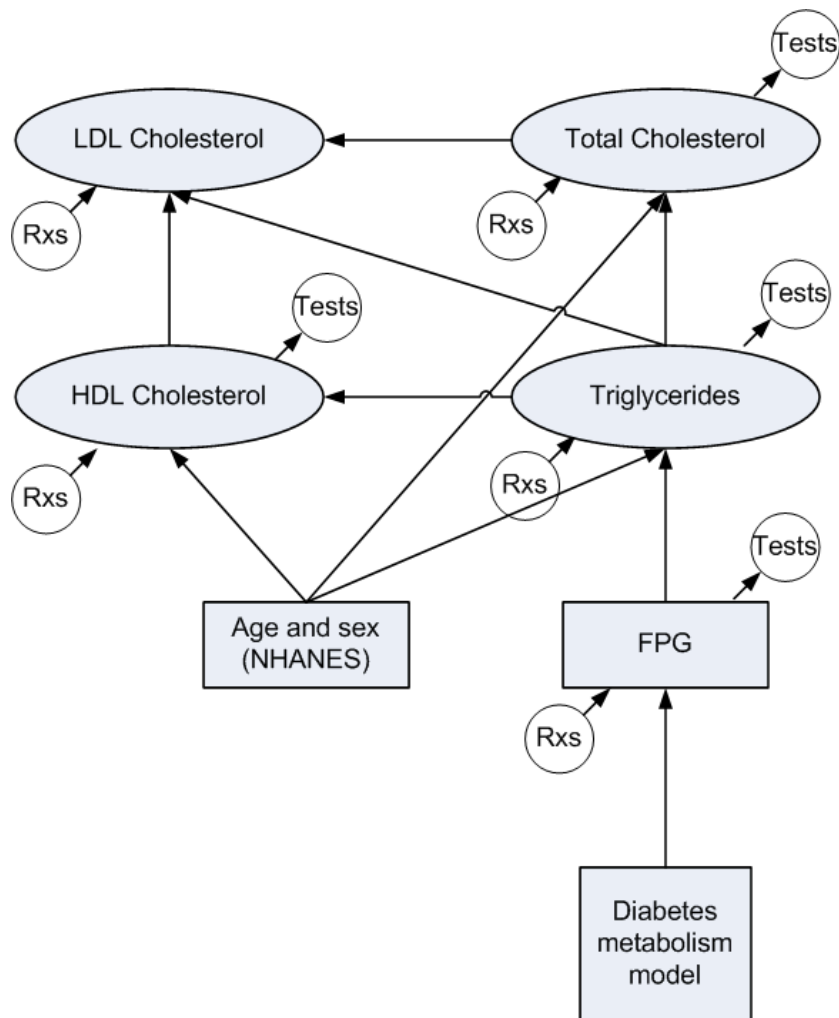 Tests
LDL Cholesterol
Total Cholesterol
Rxs
Rxs
Tests
Tests
HDL Cholesterol
Triglycerides
Rxs
Rxs
Tests
Age and sex
(NHANES)
FPG
Rxs
Diabetes
metabolism
model